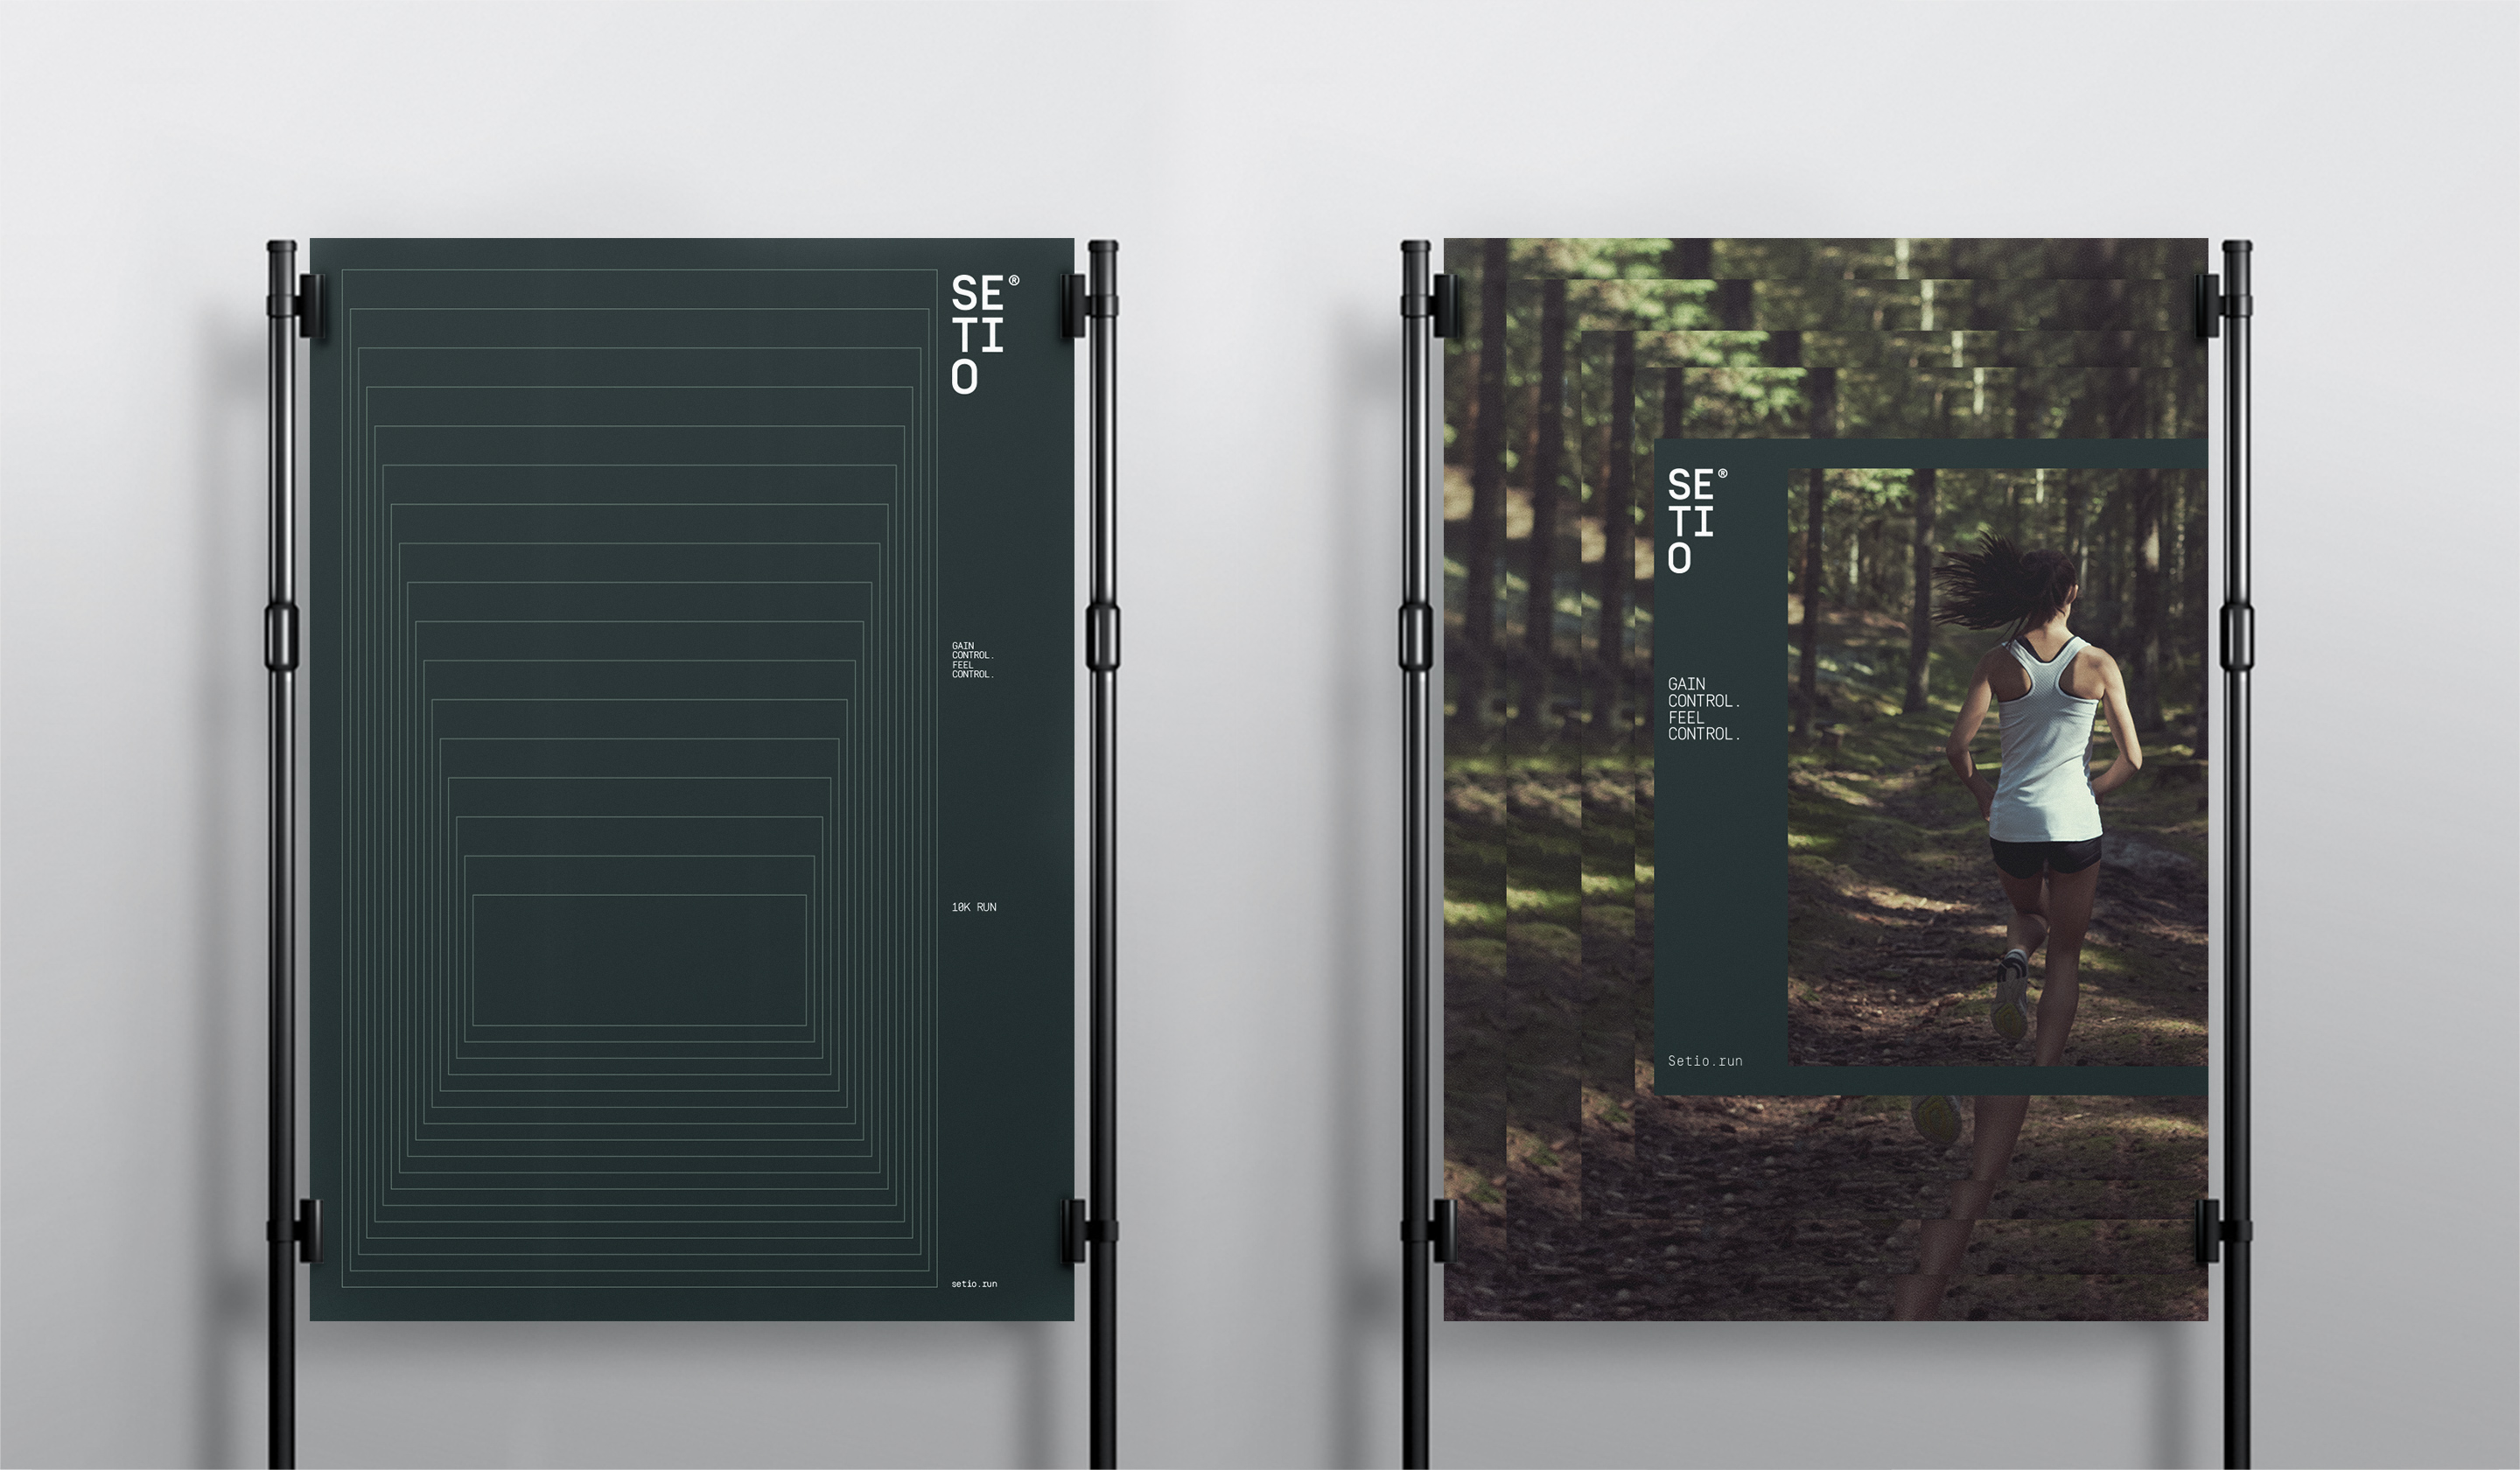 SE®
TI
O
GAIN
CONTROL.
FEEL
CONTROL.
10K RUN
setio.run
SE®
TI
O
GAIN
CONTROL.
FEEL
CONTROL.
Setio.run